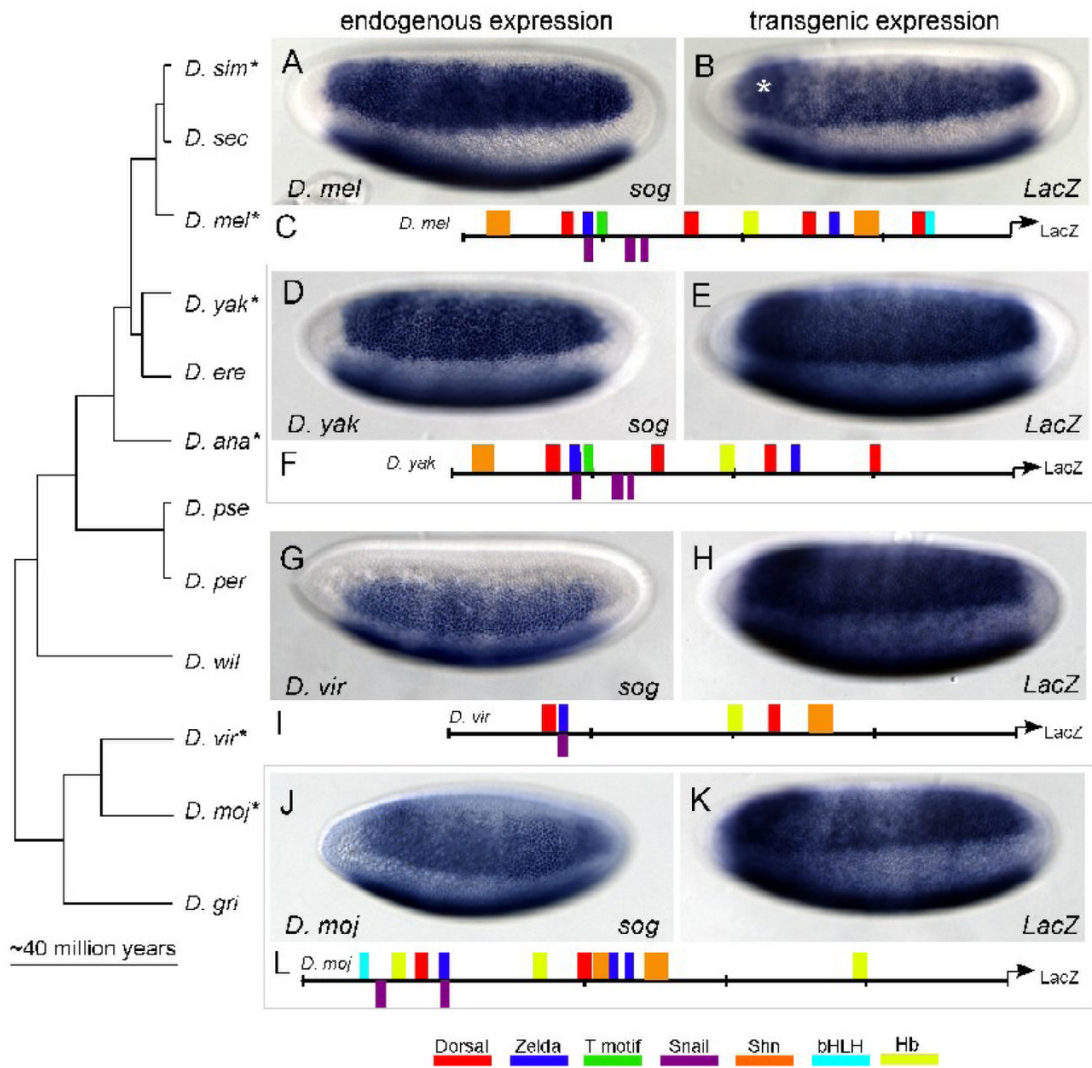 endogenous expression
transgenic expression
D. sim*
D. sec
D. mel*
D. yak*
D. ere
D. ana*
D. pse
D. per
D. wil
D. vir*
D. moj*
D. gri
~40 million years
A
D. mel
sog
B
*
LacZ
C
D. mel
LacZ
D
D. yak
sog
E
LacZ
F
D. yak
LacZ
G
D. vir
sog
H
LacZ
I
D. vir
LacZ
J
D. moj
sog
K
LacZ
L
D. moj
LacZ
Dorsal
Zelda
T motif
Snail
Shn
bHLH
Hb